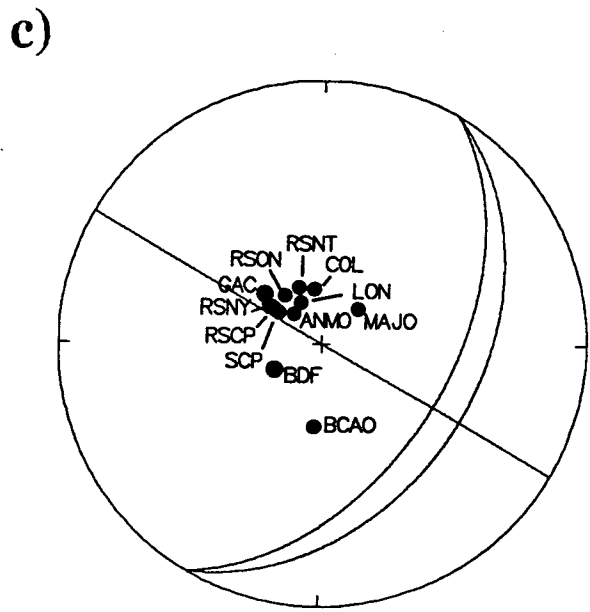 c)
RSNT
RSON
COL
GAC
LON
RSNY
ANMO MAJO
RSCP
SCP
BDF
BCAO